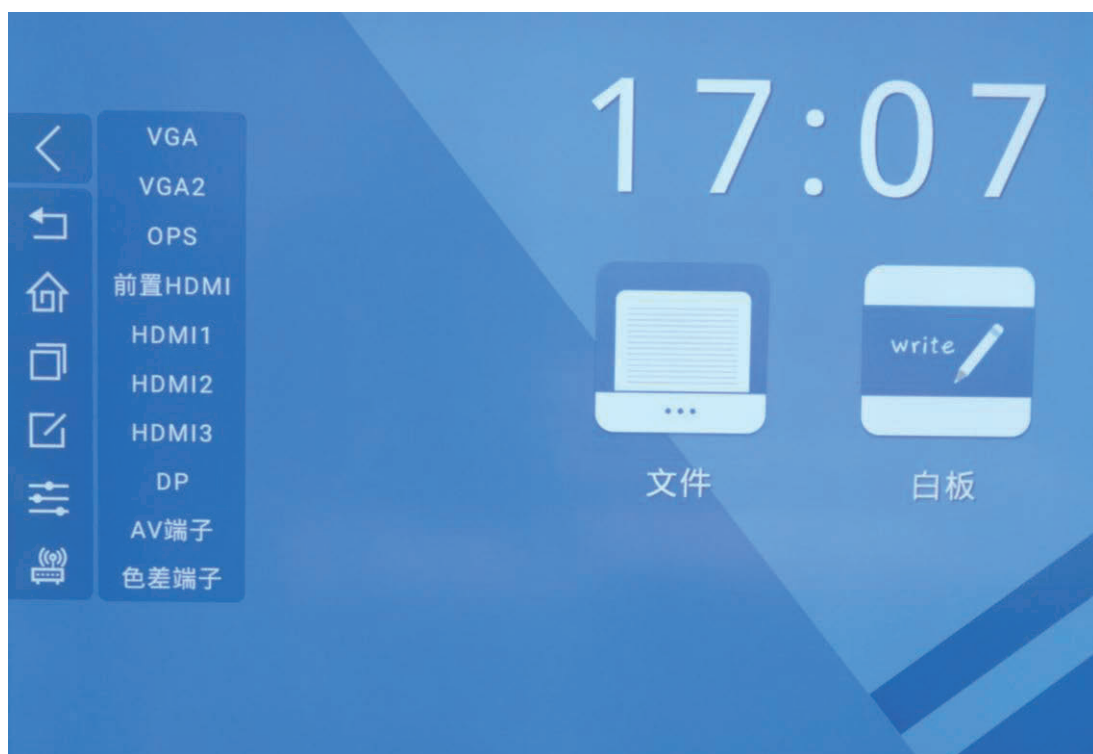 17:07
VGA
VGA2
OPS
前置HDMI
HDMI1
HDMI2
HDMI3
DP
AV端子
色差端子
write
文件
白板